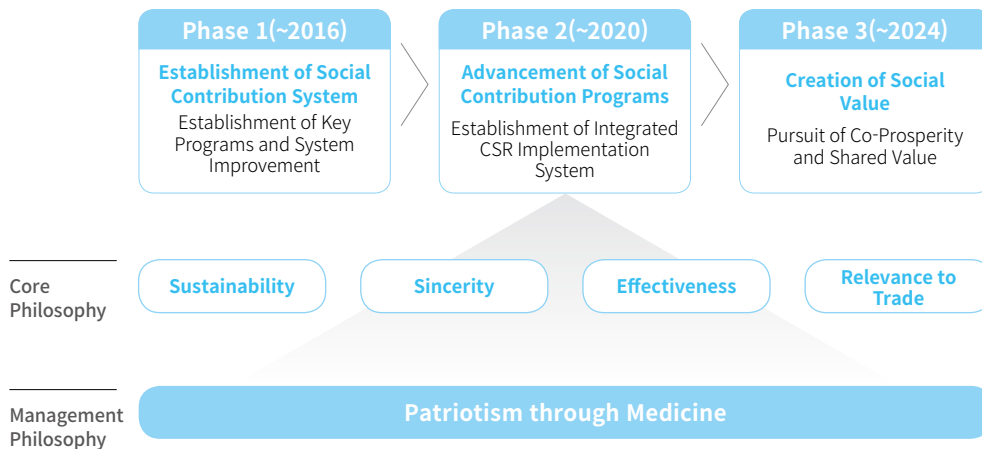 Phase 1(~2016)
Establishment of Social
Contribution System
Establishment of Key
Programs and System
Improvement
Phase 2(~2020)
Advancement of Social
Contribution Programs
Establishment of Integrated
CSR Implementation
System
Phase 3(~2024)
Creation of Social
Value
Pursuit of Co-Prosperity
and Shared Value
Core
Philosophy
Sustainability
Sincerity
Effectiveness
Relevance to
Trade
Management
Philosophy
Patriotism through Medicine